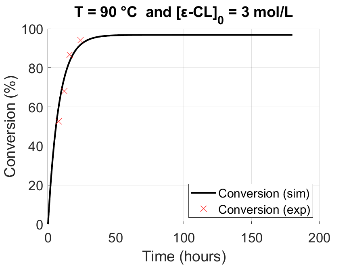 T = 90 °C and [ε-CL]₀ = 3 mol/L
100
80
60
40
20
0
Conversion (%)
Conversion (sim)
Conversion (exp)
0 50 100 150 200
Time (hours)